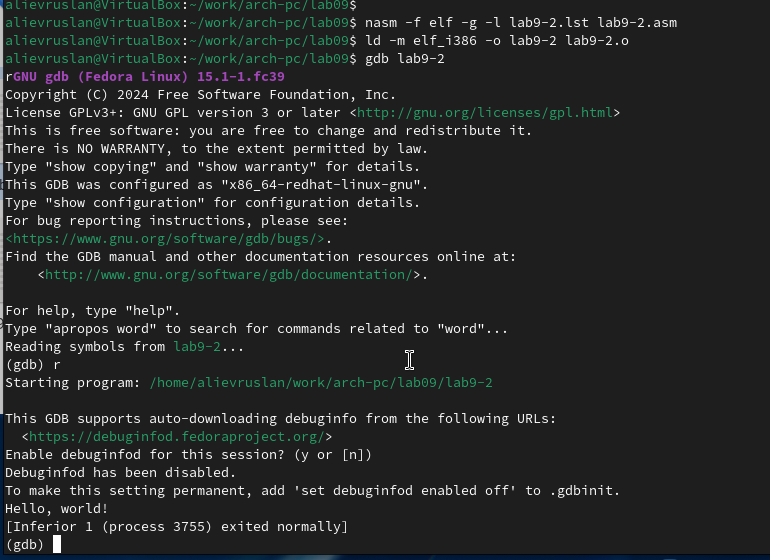 alievruslan@VirtualBox:~/work/arch-pc/lab09$
alievruslan@VirtualBox:~/work/arch-pc/lab09$ nasm -f elf -g -l lab9-2.lst lab9-2.asm
alievruslan@VirtualBox:~/work/arch-pc/lab09$ ld -m elf_i386 -o lab9-2 lab9-2.o
alievruslan@VirtualBox:~/work/arch-pc/lab09$ gdb lab9-2
rGNU gdb (Fedora Linux) 15.1-1.fc39
Copyright (C) 2024 Free Software Foundation, Inc.
License GPLv3+: GNU GPL version 3 or later <http://gnu.org/licenses/gpl.html>
This is free software: you are free to change and redistribute it.
There is NO WARRANTY, to the extent permitted by law.
Type "show copying" and "show warranty" for details.
This GDB was configured as "x86_64-redhat-linux-gnu".
Type "show configuration" for configuration details.
For bug reporting instructions, please see:
<https://www.gnu.org/software/gdb/bugs/>.
Find the GDB manual and other documentation resources online at:
    <http://www.gnu.org/software/gdb/documentation/>.

For help, type "help".
Type "apropos word" to search for commands related to "word"...
Reading symbols from lab9-2...
(gdb) r
Starting program: /home/alievruslan/work/arch-pc/lab09/lab9-2

This GDB supports auto-downloading debuginfo from the following URLs:
  <https://debuginfod.fedoraproject.org/>
Enable debuginfod for this session? (y or [n])
Debuginfod has been disabled.
To make this setting permanent, add 'set debuginfod enabled off' to .gdbinit.
Hello, world!
[Inferior 1 (process 3755) exited normally]
(gdb)